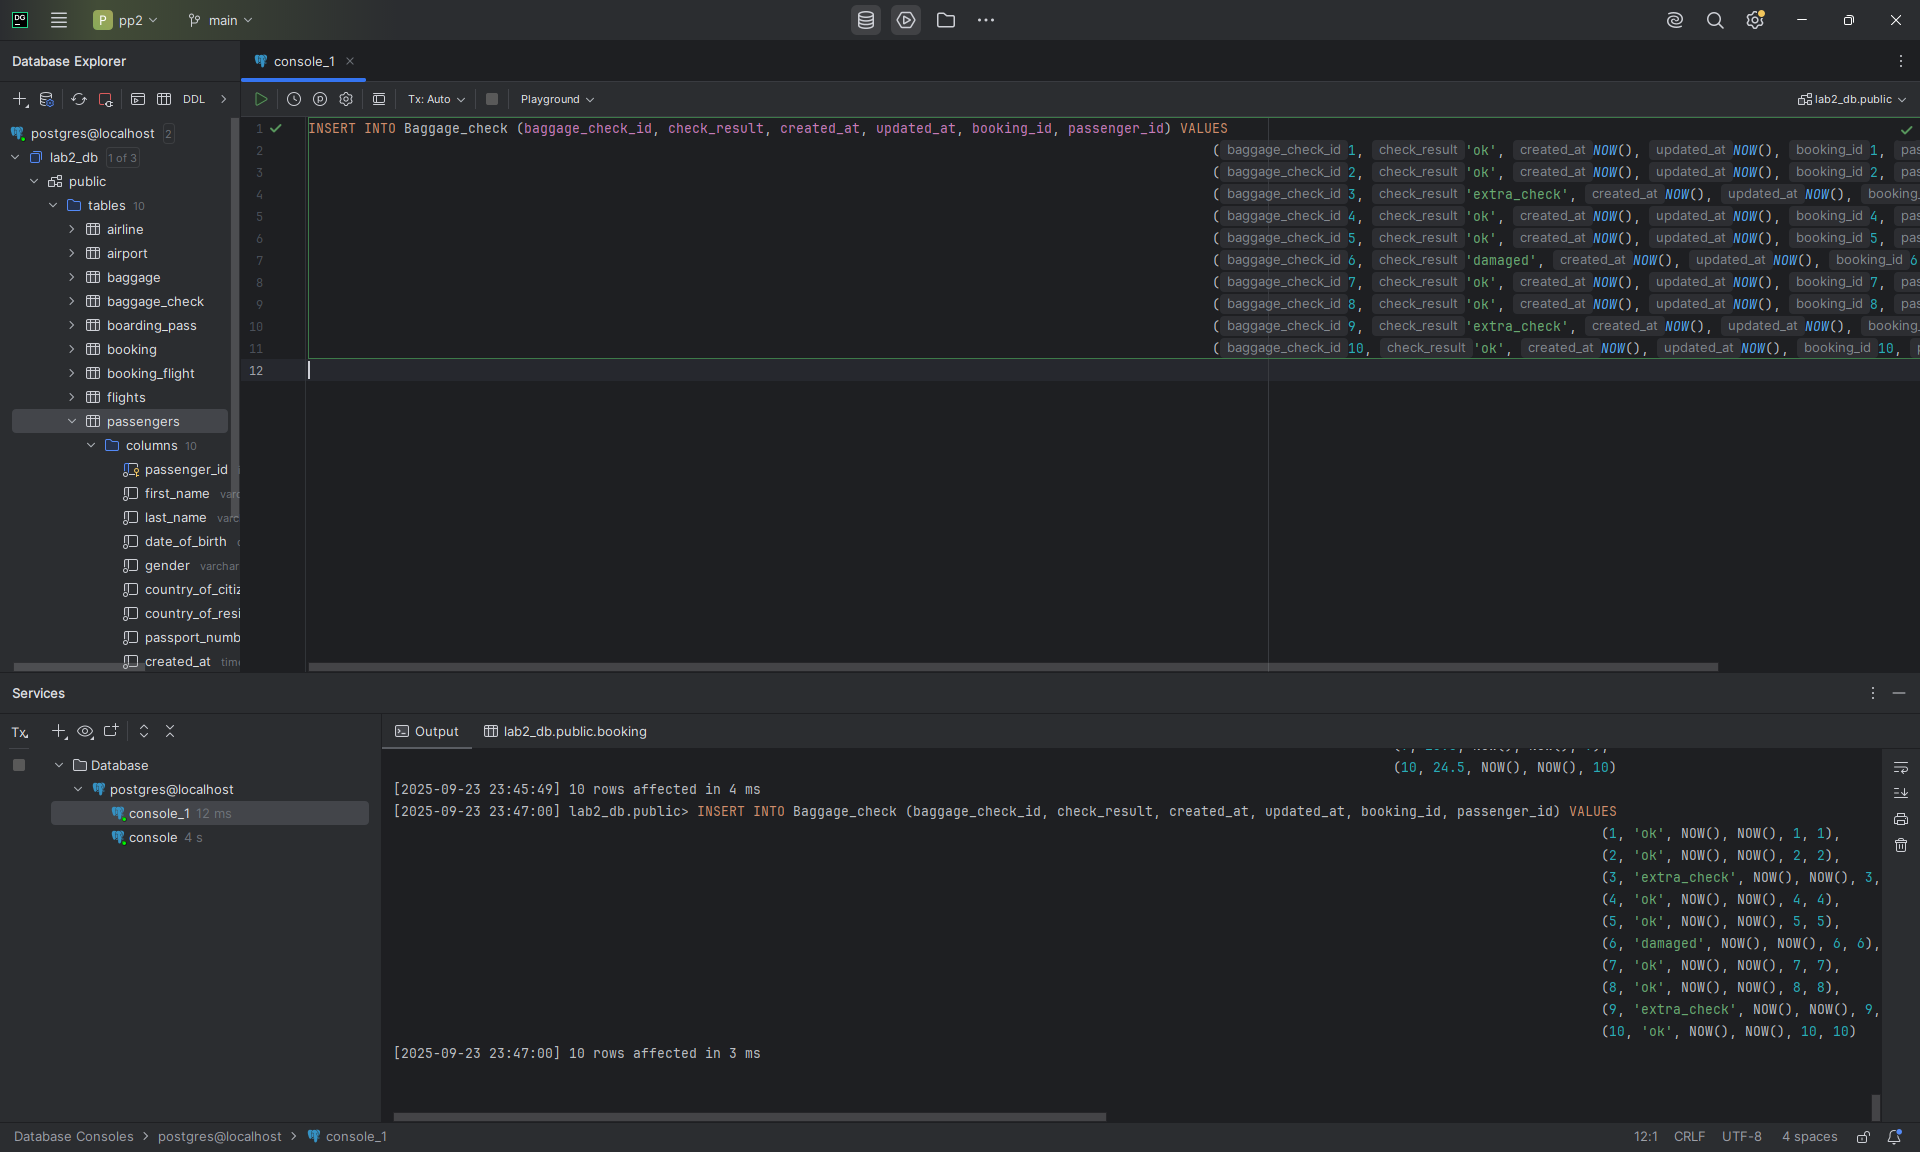 DG
P pp2
main
Database Explorer
console_1
DDL
Tx: Auto
Playground
lab2_db.public
postgres@localhost 2
lab2_db 1 of 3
public
tables 10
airline
airport
baggage
baggage_check
boarding_pass
booking
booking_flight
flights
passengers
columns 10
passenger_id
first_name varc
last_name varc
date_of_birth
gender varchar
country_of_citiz
country_of_resi
passport_numb
created_at time
1 INSERT INTO Baggage_check (baggage_check_id, check_result, created_at, updated_at, booking_id, passenger_id) VALUES
2 ( baggage_check_id 1, check_result 'ok', created_at NOW(), updated_at NOW(), booking_id 1, pas
3 ( baggage_check_id 2, check_result 'ok', created_at NOW(), updated_at NOW(), booking_id 2, pas
4 ( baggage_check_id 3, check_result 'extra_check', created_at NOW(), updated_at NOW(), booking
5 ( baggage_check_id 4, check_result 'ok', created_at NOW(), updated_at NOW(), booking_id 4, pas
6 ( baggage_check_id 5, check_result 'ok', created_at NOW(), updated_at NOW(), booking_id 5, pas
7 ( baggage_check_id 6, check_result 'damaged', created_at NOW(), updated_at NOW(), booking_id 6
8 ( baggage_check_id 7, check_result 'ok', created_at NOW(), updated_at NOW(), booking_id 7, pas
9 ( baggage_check_id 8, check_result 'ok', created_at NOW(), updated_at NOW(), booking_id 8, pas
10 ( baggage_check_id 9, check_result 'extra_check', created_at NOW(), updated_at NOW(), booking
11 ( baggage_check_id 10, check_result 'ok', created_at NOW(), updated_at NOW(), booking_id 10, p
12
Services
Tx
Database
postgres@localhost
console_1 12 ms
console 4 s
Output
lab2_db.public.booking
(10, 24.5, NOW(), NOW(), 10)
[2025-09-23 23:45:49] 10 rows affected in 4 ms
[2025-09-23 23:47:00] lab2_db.public> INSERT INTO Baggage_check (baggage_check_id, check_result, created_at, updated_at, booking_id, passenger_id) VALUES
(1, 'ok', NOW(), NOW(), 1, 1),
(2, 'ok', NOW(), NOW(), 2, 2),
(3, 'extra_check', NOW(), NOW(), 3,
(4, 'ok', NOW(), NOW(), 4, 4),
(5, 'ok', NOW(), NOW(), 5, 5),
(6, 'damaged', NOW(), NOW(), 6, 6),
(7, 'ok', NOW(), NOW(), 7, 7),
(8, 'ok', NOW(), NOW(), 8, 8),
(9, 'extra_check', NOW(), NOW(), 9,
(10, 'ok', NOW(), NOW(), 10, 10)
[2025-09-23 23:47:00] 10 rows affected in 3 ms
Database Consoles > postgres@localhost > console_1
12:1 CRLF UTF-8 4 spaces